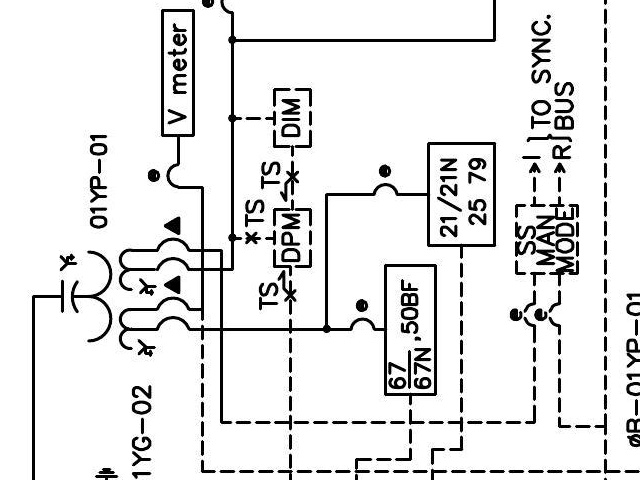 V meter
01YP-01
Y
Y
Y
DIM
TS
TS
DPM
TS
21/21N
25 79
67
67N
,50BF
TO SYNC.
BUS
I
R
SS
MAN
MODE
1YG-02
øR-01YP-01